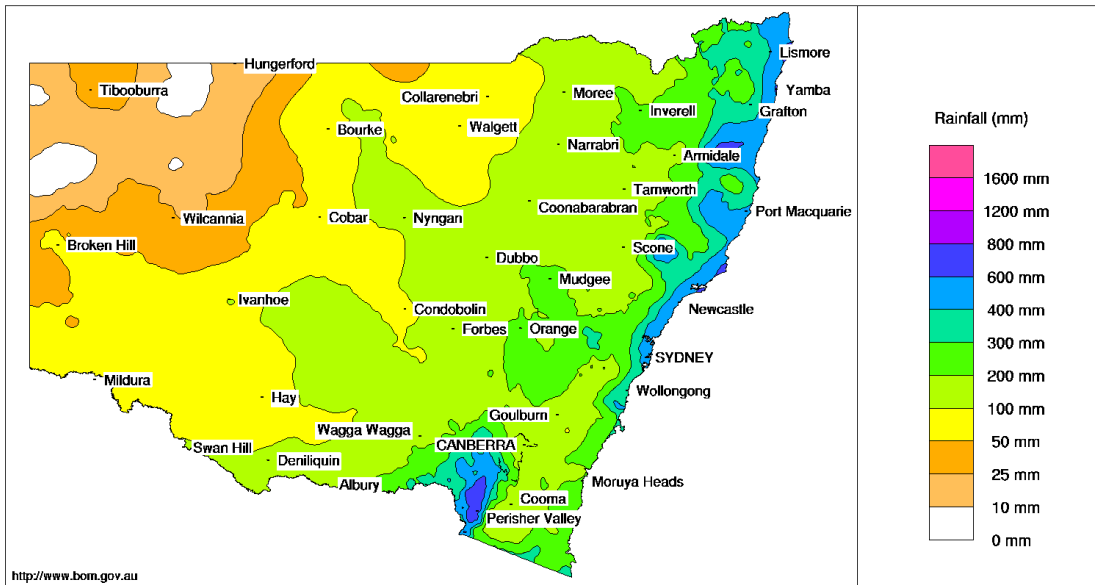 Lismore
Hungerford
Tibooburra
Yamba
Collarenebri
Moree
Grafton
Inverell
Rainfall (mm)
Bourke
Walgett
Narrabri
Armidale
1600 mm
Tamworth
Coonabarabran
1200 mm
Wilcannia
Cobar
Nyngan
Port Macquarie
800 mm
Broken Hill
Scone
Dubbo
600 mm
Mudgee
Ivanhoe
Condobolin
Newcastle
400 mm
Forbes
Orange
300 mm
SYDNEY
Mildura
200 mm
Wollongong
Hay
100 mm
Goulburn
Wagga Wagga
50 mm
Swan Hill
CANBERRA
Deniliquin
25 mm
Albury
Moruya Heads
Cooma
10 mm
Perisher Valley
0 mm
http://www.bom.gov.au